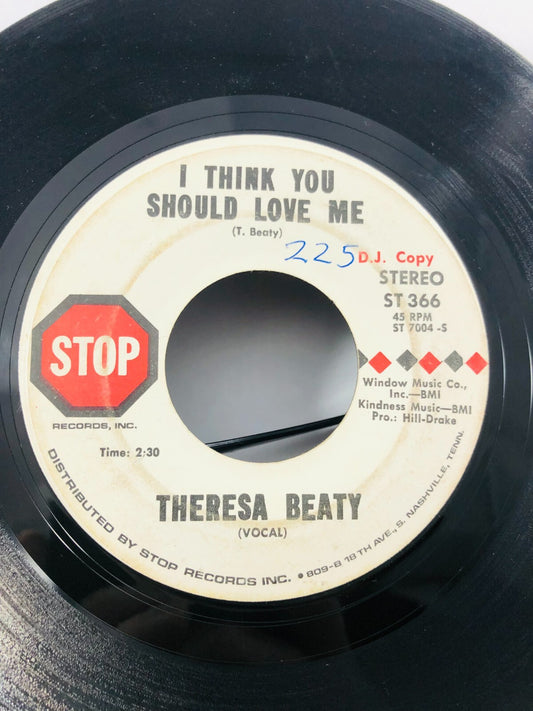 I THINK YOU
SHOULD LOVE ME
(T. Beaty)
225
D.J. Copy
STEREO
ST 366
45 RPM
ST 7004 -S
STOP
RECORDS, INC.
Window Music Co.,
Inc.—BMI
Kindness Music—BMI
Pro.: Hill-Drake
Time: 2:30
THERESA BEATY
(VOCAL)
DISTRIBUTED BY STOP RECORDS INC. • 809-B 18 TH AVE., S. NASHVILLE, TENN.